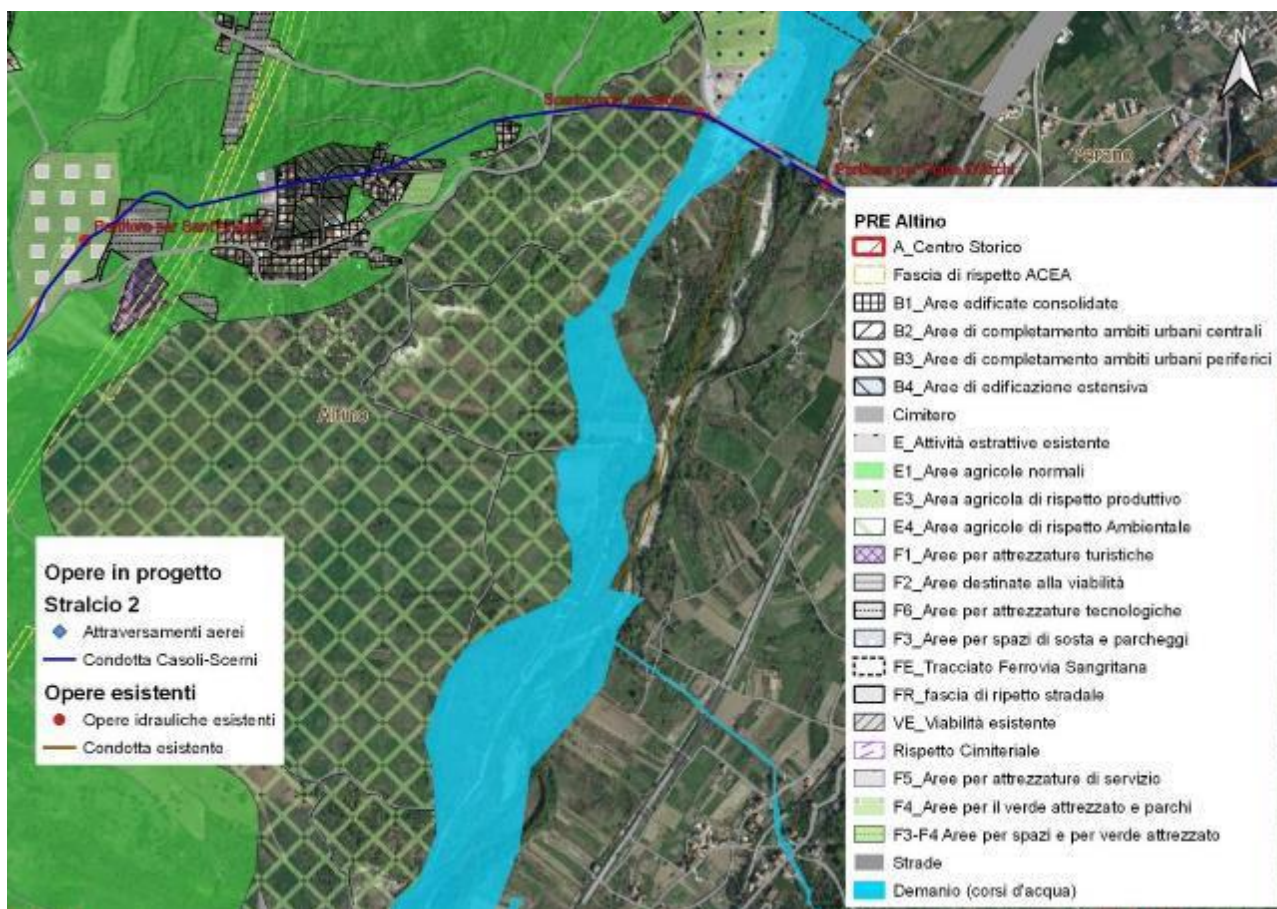 N
Perano
Altino
PRE Altino
A_Centro Storico
Fascia di rispetto ACEA
B1_Aree edificate consolidate
B2_Aree di completamento ambiti urbani centrali
B3_Aree di completamento ambiti urbani periferici
B4_Aree di edificazione estensiva
Cimitero
E_Attività estrattive esistente
E1_Aree agricole normali
E3_Area agricola di rispetto produttivo
E4_Aree agricole di rispetto Ambientale
F1_Aree per attrezzature turistiche
F2_Aree destinate alla viabilità
F6_Aree per attrezzature tecnologiche
F3_Aree per spazi di sosta e parcheggi
FE_Tracciato Ferrovia Sangritana
FR_fascia di ripetto stradale
VE_Viabilità esistente
Rispetto Cimiteriale
F5_Aree per attrezzature di servizio
F4_Aree per il verde attrezzato e parchi
F3-F4 Aree per spazi e per verde attrezzato
Strade
Demanio (corsi d'acqua)
Opere in progetto
Stralcio 2
Attraversamenti aerei
Condotta Casoli-Scerni
Opere esistenti
Opere idrauliche esistenti
Condotta esistente